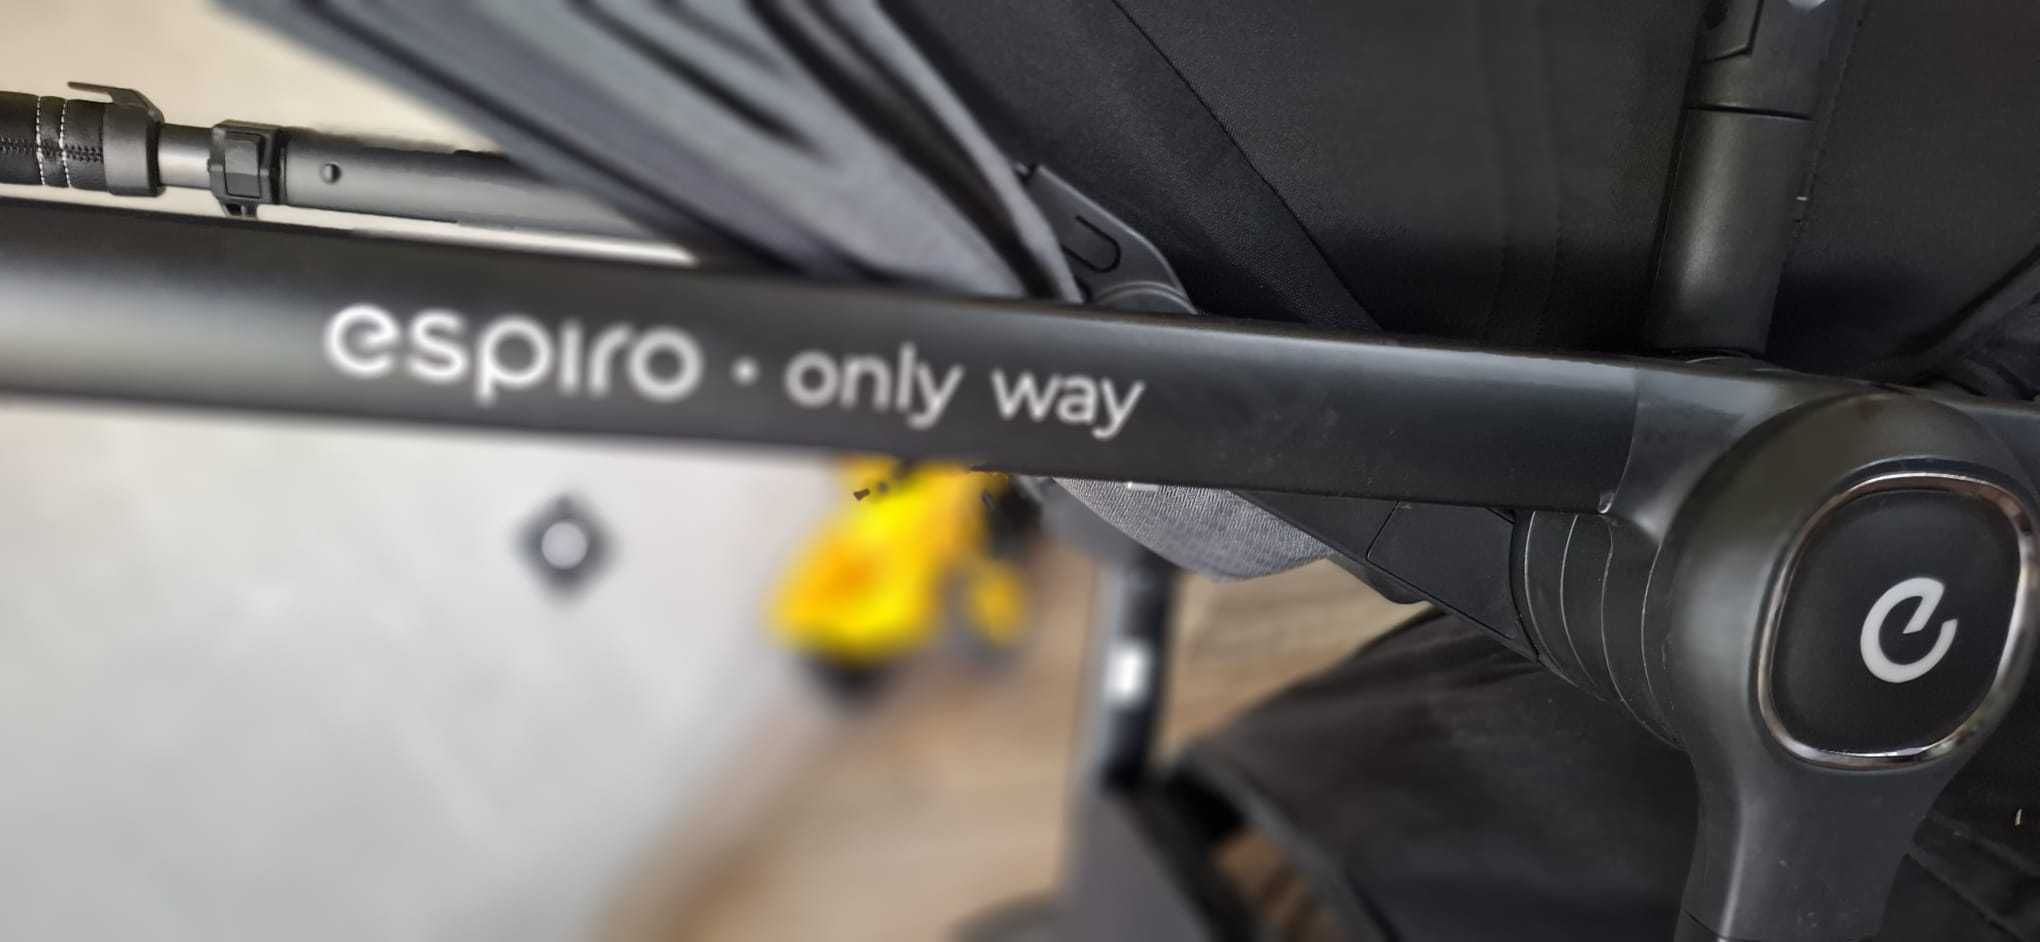 espiro • only way
e